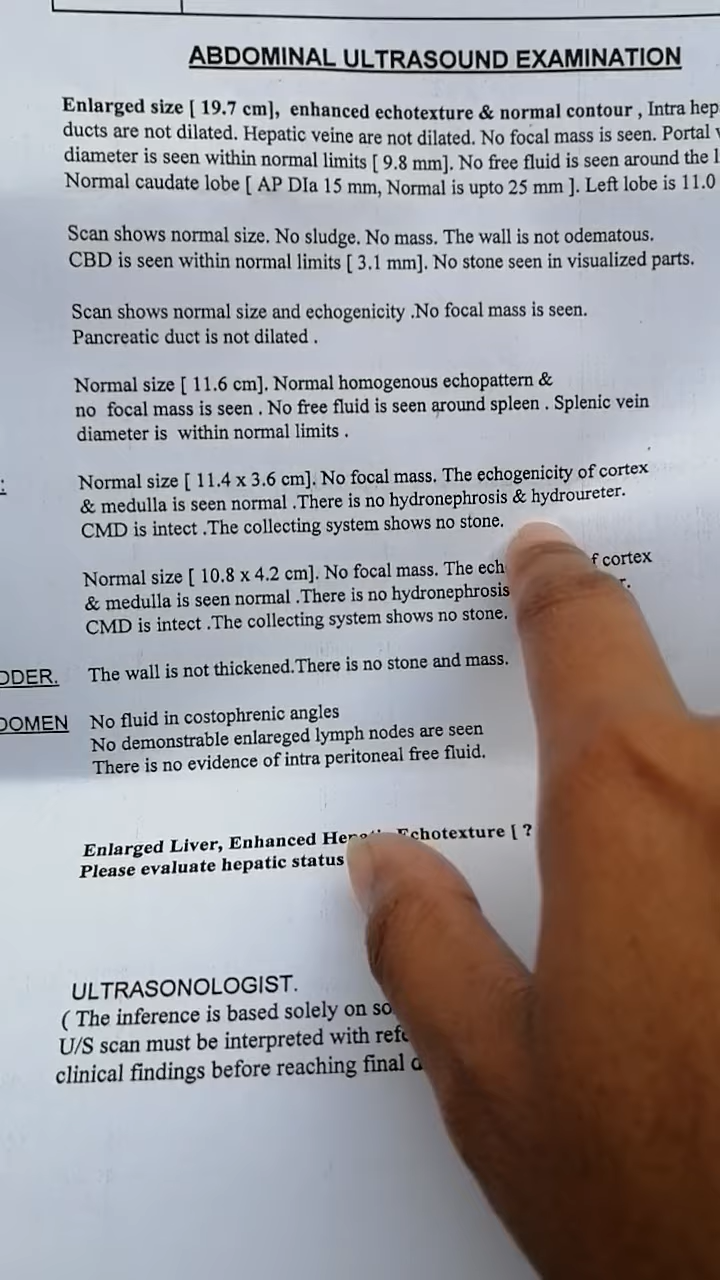 ABDOMINAL ULTRASOUND EXAMINATION
Enlarged size [ 19.7 cm], enhanced echotexture & normal contour , Intra
ducts are not dilated. Hepatic veine are not dilated. No focal mass is seen. Portal
diameter is seen within normal limits [ 9.8 mm]. No free fluid is seen around the
Normal caudate lobe [ AP DIa 15 mm, Normal is upto 25 mm ]. Left lobe is 11.0
Scan shows normal size. No sludge. No mass. The wall is not odematous.
CBD is seen within normal limits [ 3.1 mm]. No stone seen in visualized parts.
Scan shows normal size and echogenicity .No focal mass is seen.
Pancreatic duct is not dilated .
Normal size [ 11.6 cm]. Normal homogenous echopattern &
no focal mass is seen . No free fluid is seen around spleen . Splenic vein
diameter is within normal limits .
: Normal size [ 11.4 x 3.6 cm]. No focal mass. The echogenicity of cortex
& medulla is seen normal .There is no hydronephrosis & hydroureter.
CMD is intect .The collecting system shows no stone.
Normal size [ 10.8 x 4.2 cm]. No focal mass. The cortex
& medulla is seen normal .There is no hydronephrosis
CMD is intect .The collecting system shows no stone.
DDER. The wall is not thickened.There is no stone and mass.
DOMEN No fluid in costophrenic angles
No demonstrable enlareged lymph nodes are seen
There is no evidence of intra peritoneal free fluid.
Enlarged Liver, Enhanced Echotexture [ ?
Please evaluate hepatic status
ULTRASONOLOGIST.
( The inference is based solely on
U/S scan must be interpreted with
clinical findings before reaching final